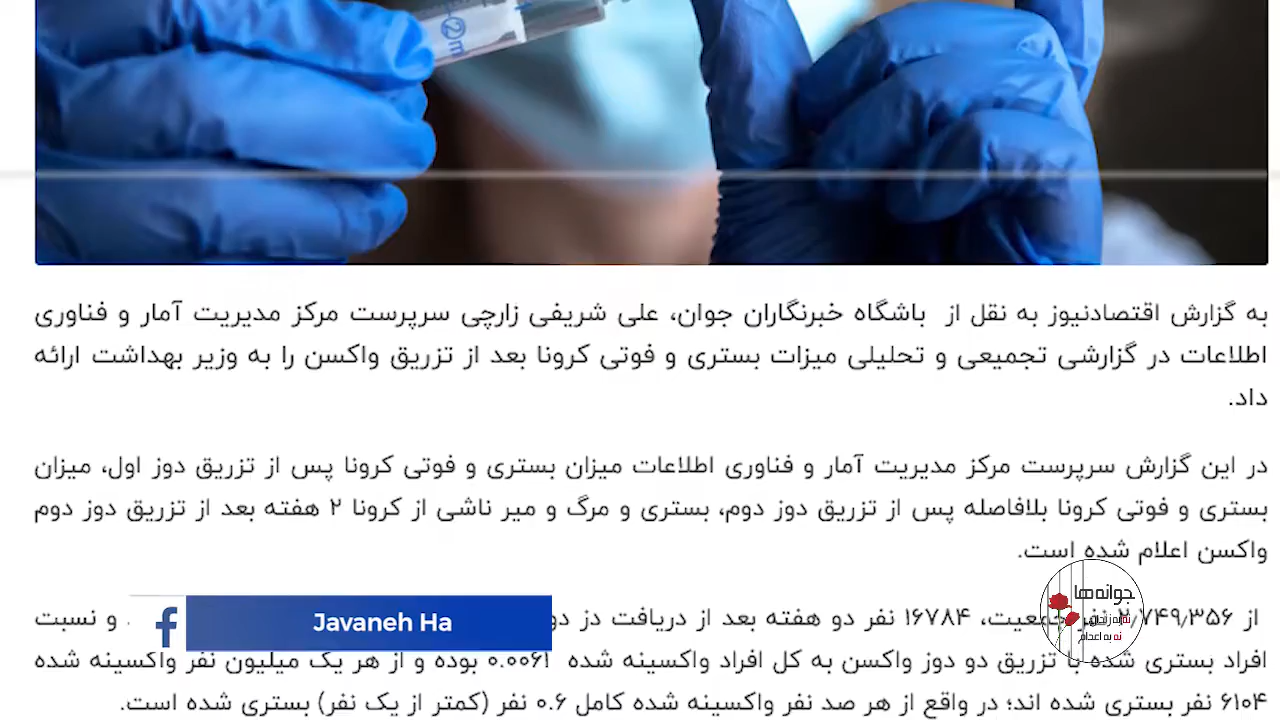 به گزارش اقتصادنیوز به نقل از باشگاه خبرنگاران جوان، علی شریفی زارچی سرپرست مرکز مدیریت آمار و فناوری
اطلاعات در گزارشی تجمیعی و تحلیلی میزات بستری و فوتی کرونا بعد از تزریق واکسن را به وزیر بهداشت ارائه
داد.
در این گزارش سرپرست مرکز مدیریت آمار و فناوری اطلاعات میزان بستری و فوتی کرونا پس از تزریق دوز اول، میزان
بستری و فوتی کرونا بلافاصله پس از تزریق دوز دوم، بستری و مرگ و میر ناشی از کرونا ۲ هفته بعد از تزریق دوز دوم
واکسن اعلام شده است.
از ۲٫۷۴۹٫۳۵۶ نفر جمعیت، ۱۶۷۸۴ نفر دو هفته بعد از دریافت دز و نسبت
افراد بستری شده با تزریق دو دوز واکسن به کل افراد واکسینه شده ۰.۰۰۶۱ بوده و از هر یک میلیون نفر واکسینه شده
۶۱۰۴ نفر بستری شده اند؛ در واقع از هر صد نفر واکسینه شده کامل ۰.۶ نفر (کمتر از یک نفر) بستری شده است.
Javaneh Ha
جوانه‌ها
نه به زندان
نه به اعدام